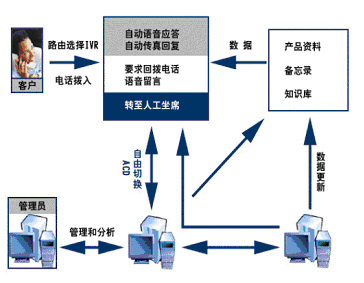 路由选择IVR
电话拨入
客户
自动语音应答
自动传真回复
要求回拨电话
语音留言
转至人工坐席
数据
产品资料
备忘录
知识库
自由切换
ACD
数据更新
管理员
管理和分析